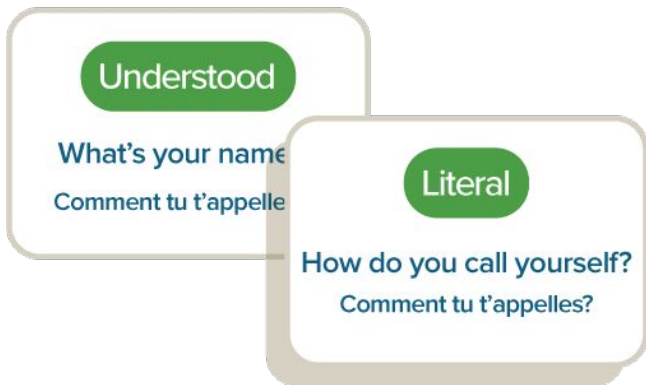 Understood
What's your name
Comment tu t'appelle
Literal
How do you call yourself?
Comment tu t'appelles?